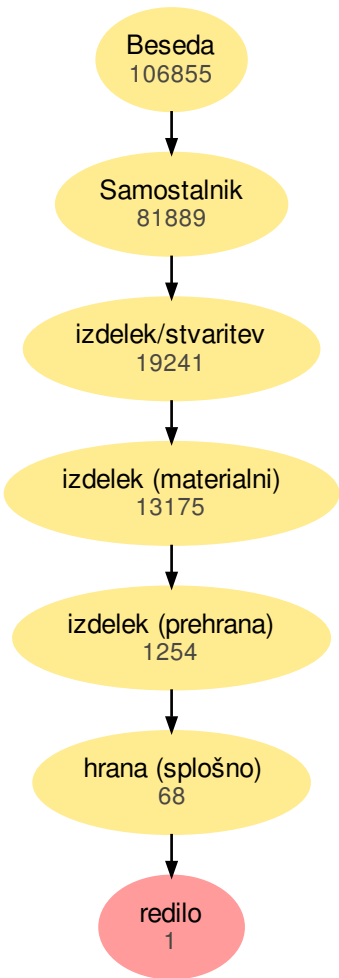 Beseda
106855
Samostalnik
81889
izdelek/stvaritev
19241
izdelek (materialni)
13175
izdelek (prehrana)
1254
hrana (splošno)
68
redilo
1